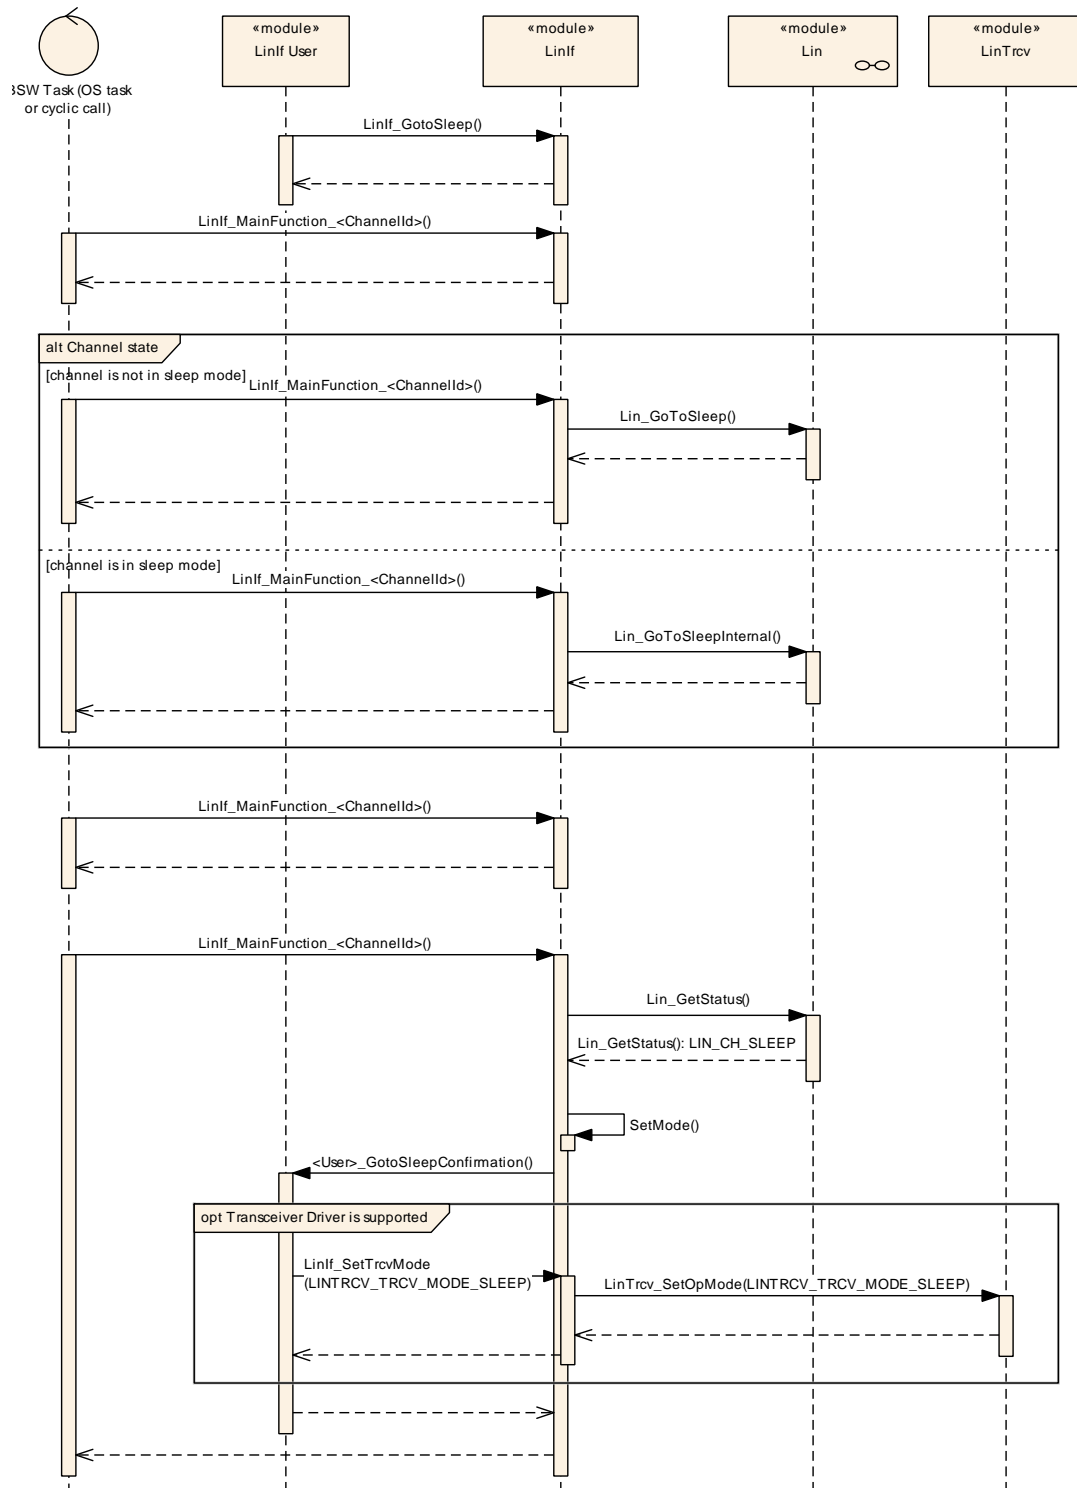 «module»
LinIf User
«module»
LinIf
«module»
Lin
«module»
LinTrcv
BSW Task (OS task
or cyclic call)
LinIf_GotoSleep()
LinIf_MainFunction_<ChannelId>()
alt Channel state
[channel is not in sleep mode]
LinIf_MainFunction_<ChannelId>()
Lin_GoToSleep()
[channel is in sleep mode]
LinIf_MainFunction_<ChannelId>()
Lin_GoToSleepInternal()
LinIf_MainFunction_<ChannelId>()
LinIf_MainFunction_<ChannelId>()
Lin_GetStatus()
Lin_GetStatus(): LIN_CH_SLEEP
SetMode()
<User>_GotoSleepConfirmation()
opt Transceiver Driver is supported
LinIf_SetTrcvMode
(LINTRCV_TRCV_MODE_SLEEP)
LinTrcv_SetOpMode(LINTRCV_TRCV_MODE_SLEEP)